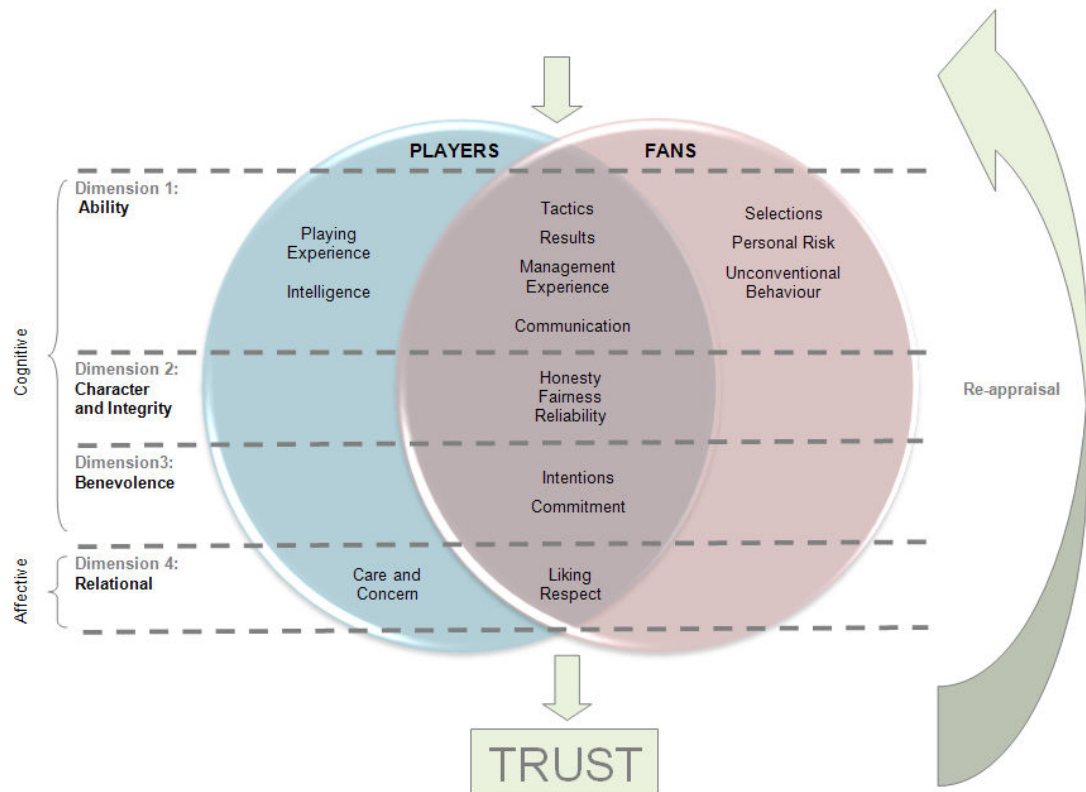 PLAYERS
FANS
Dimension 1:
Ability
Playing
Experience
Intelligence
Tactics
Results
Management
Experience
Communication
Selections
Personal Risk
Unconventional
Behaviour
Cognitive
Dimension 2:
Character
and Integrity
Honesty
Fairness
Reliability
Re-appraisal
Dimension3:
Benevolence
Intentions
Commitment
Affective
Dimension 4:
Relational
Care and
Concern
Liking
Respect
TRUST